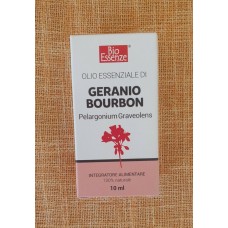 Bio
Essenze
OLIO ESSENZIALE DI
GERANIO
BOURBON
Pelargonium Graveolens
INTEGRATORE ALIMENTARE
100% naturale
10 ml